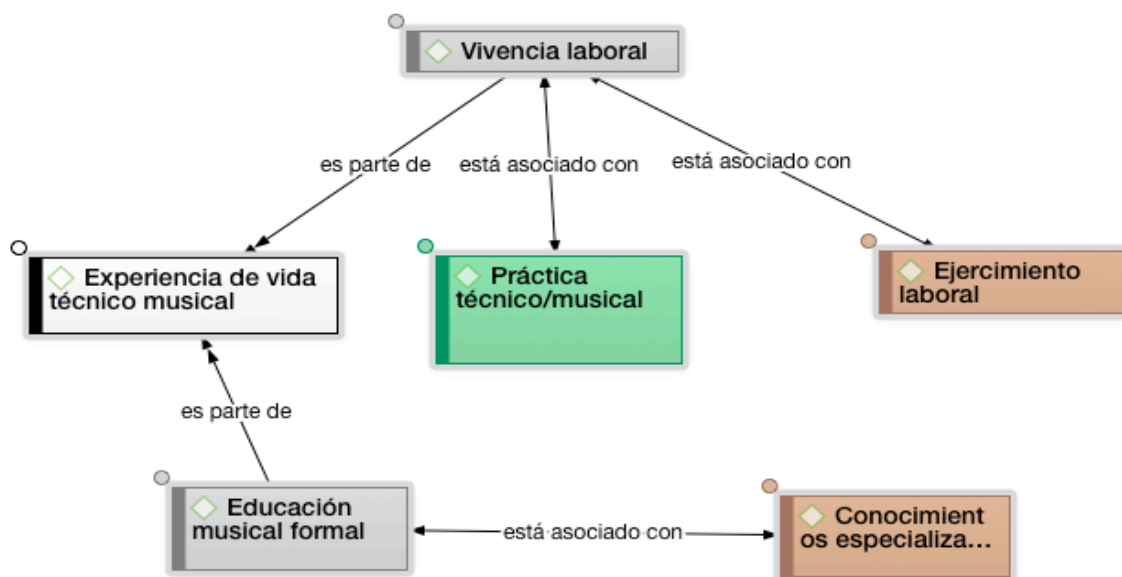 Vivencia laboral
es parte de
está asociado con
está asociado con
Experiencia de vida
técnico musical
Práctica
técnico/musical
Ejercimiento
laboral
es parte de
Educación
musical formal
está asociado con
Conocimient
os especializa...